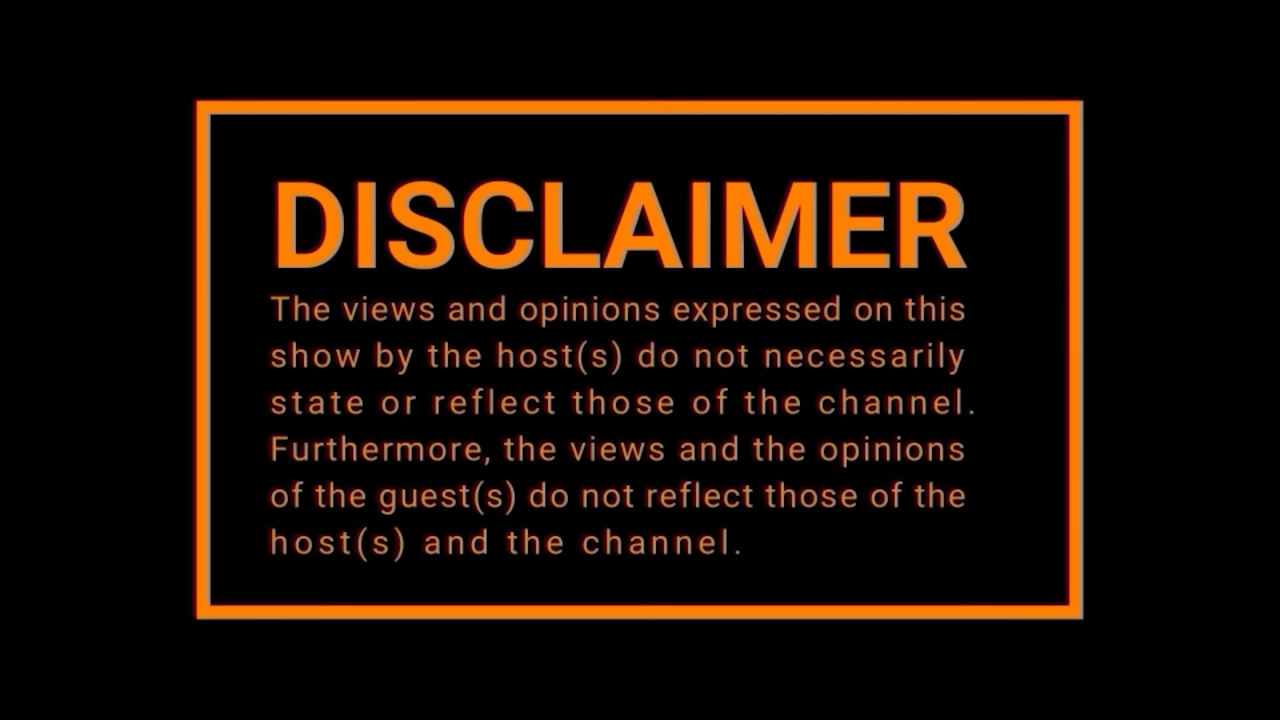 DISCLAIMER
The views and opinions expressed on this
show by the host(s) do not necessarily
state or reflect those of the channel.
Furthermore, the views and the opinions
of the guest(s) do not reflect those of the
host(s) and the channel.